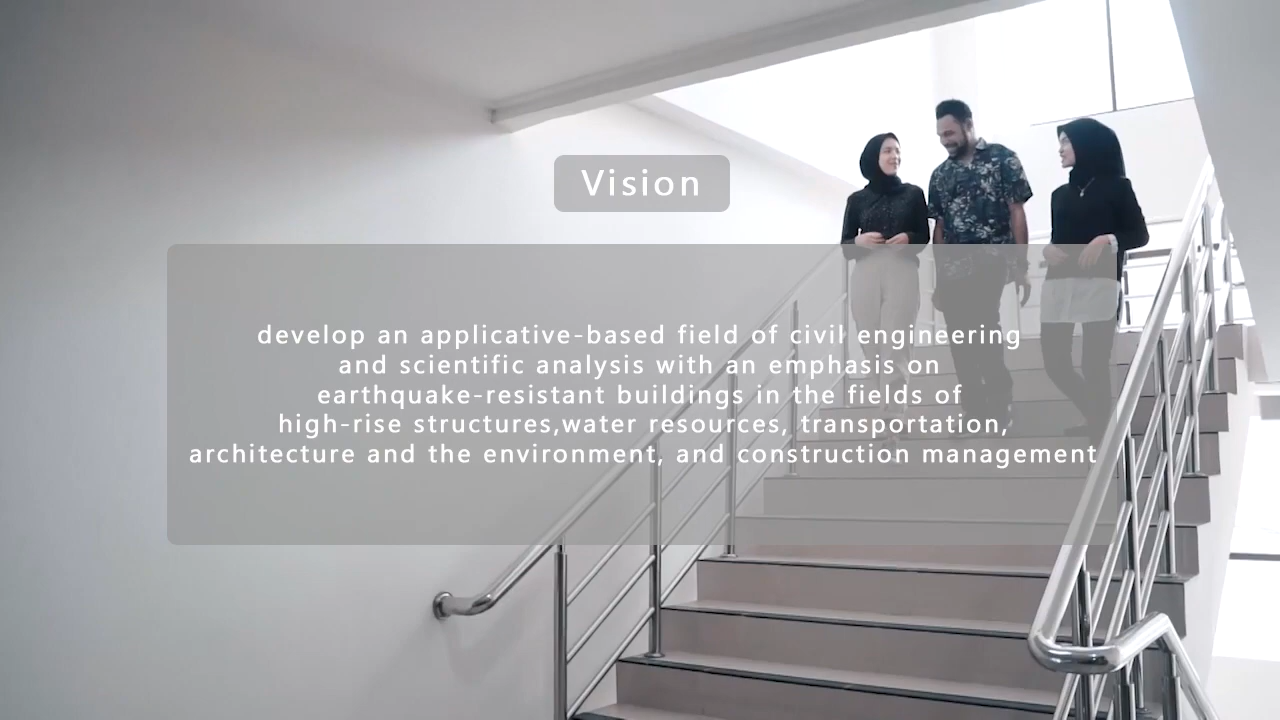 Vision
develop an applicative-based field of civil engineering
and scientific analysis with an emphasis on
earthquake-resistant buildings in the fields of
high-rise structures,water resources, transportation,
architecture and the environment, and construction management